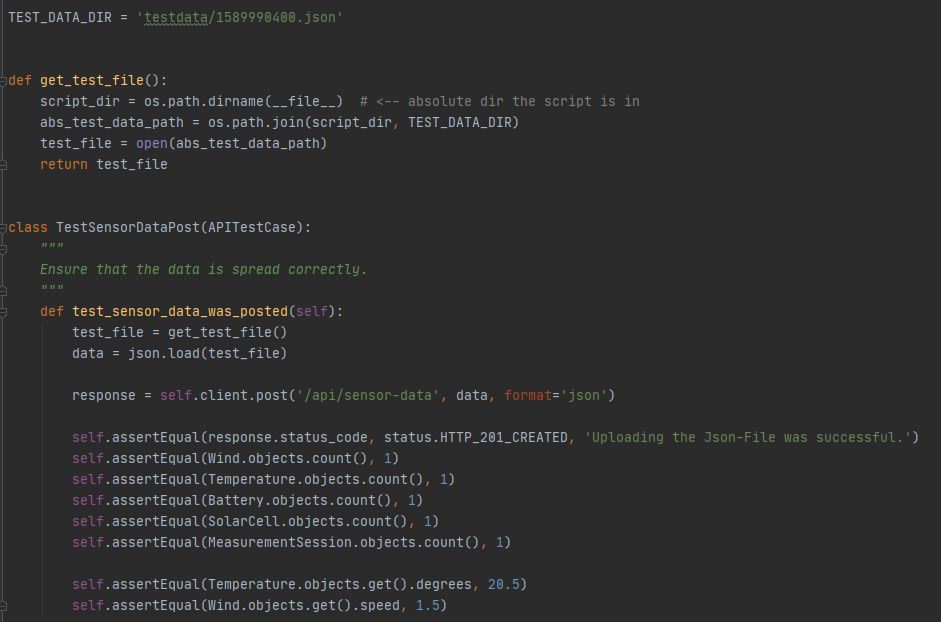 TEST_DATA_DIR = 'testdata/1589990400.json'
def get_test_file():
script_dir = os.path.dirname(__file__)  # <-- absolute dir the script is in
abs_test_data_path = os.path.join(script_dir, TEST_DATA_DIR)
test_file = open(abs_test_data_path)
return test_file
class TestSensorDataPost(APITestCase):
"""
Ensure that the data is spread correctly.
"""
def test_sensor_data_was_posted(self):
test_file = get_test_file()
data = json.load(test_file)
response = self.client.post('/api/sensor-data', data, format='json')
self.assertEqual(response.status_code, status.HTTP_201_CREATED, 'Uploading the Json-File was successful.')
self.assertEqual(Wind.objects.count(), 1)
self.assertEqual(Temperature.objects.count(), 1)
self.assertEqual(Battery.objects.count(), 1)
self.assertEqual(SolarCell.objects.count(), 1)
self.assertEqual(MeasurementSession.objects.count(), 1)
self.assertEqual(Temperature.objects.get().degrees, 20.5)
self.assertEqual(Wind.objects.get().speed, 1.5)